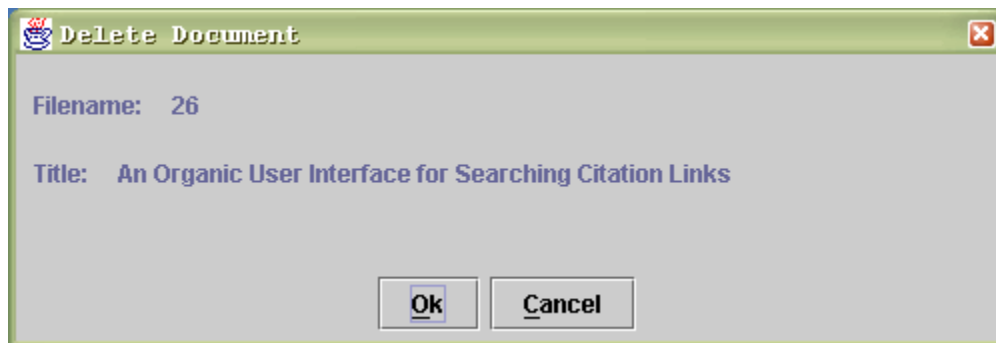 Delete Document
Filename: 26
Title: An Organic User Interface for Searching Citation Links
Ok Cancel